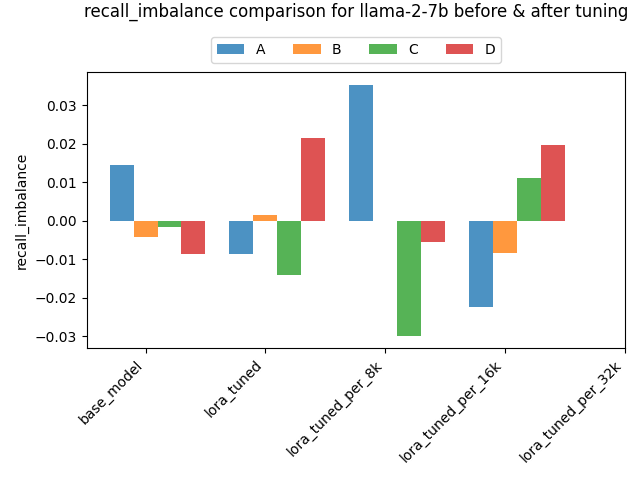 recall_imbalance comparison for llama-2-7b before & after tuning
A B C D
recall_imbalance
0.03
0.02
0.01
0.00
−0.01
−0.02
−0.03
base_model
lora_tuned
lora_tuned_per_8k
lora_tuned_per_16k
lora_tuned_per_32k